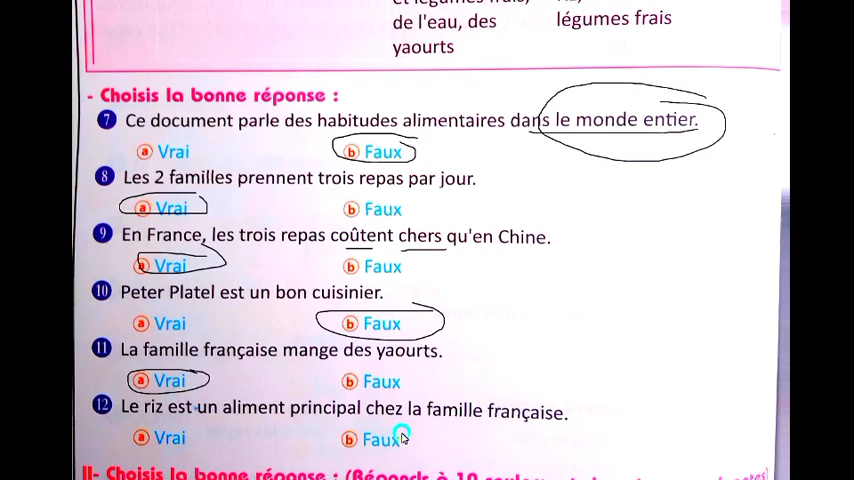 de l'eau, des
légumes frais
yaourts
- Choisis la bonne réponse :
7 Ce document parle des habitudes alimentaires dans le monde entier.
a Vrai b Faux
8 Les 2 familles prennent trois repas par jour.
a Vrai b Faux
9 En France, les trois repas coûtent chers qu'en Chine.
a Vrai b Faux
10 Peter Platel est un bon cuisinier.
a Vrai b Faux
11 La famille française mange des yaourts.
a Vrai b Faux
12 Le riz est un aliment principal chez la famille française.
a Vrai b Faux
II- Choisis la bonne réponse :